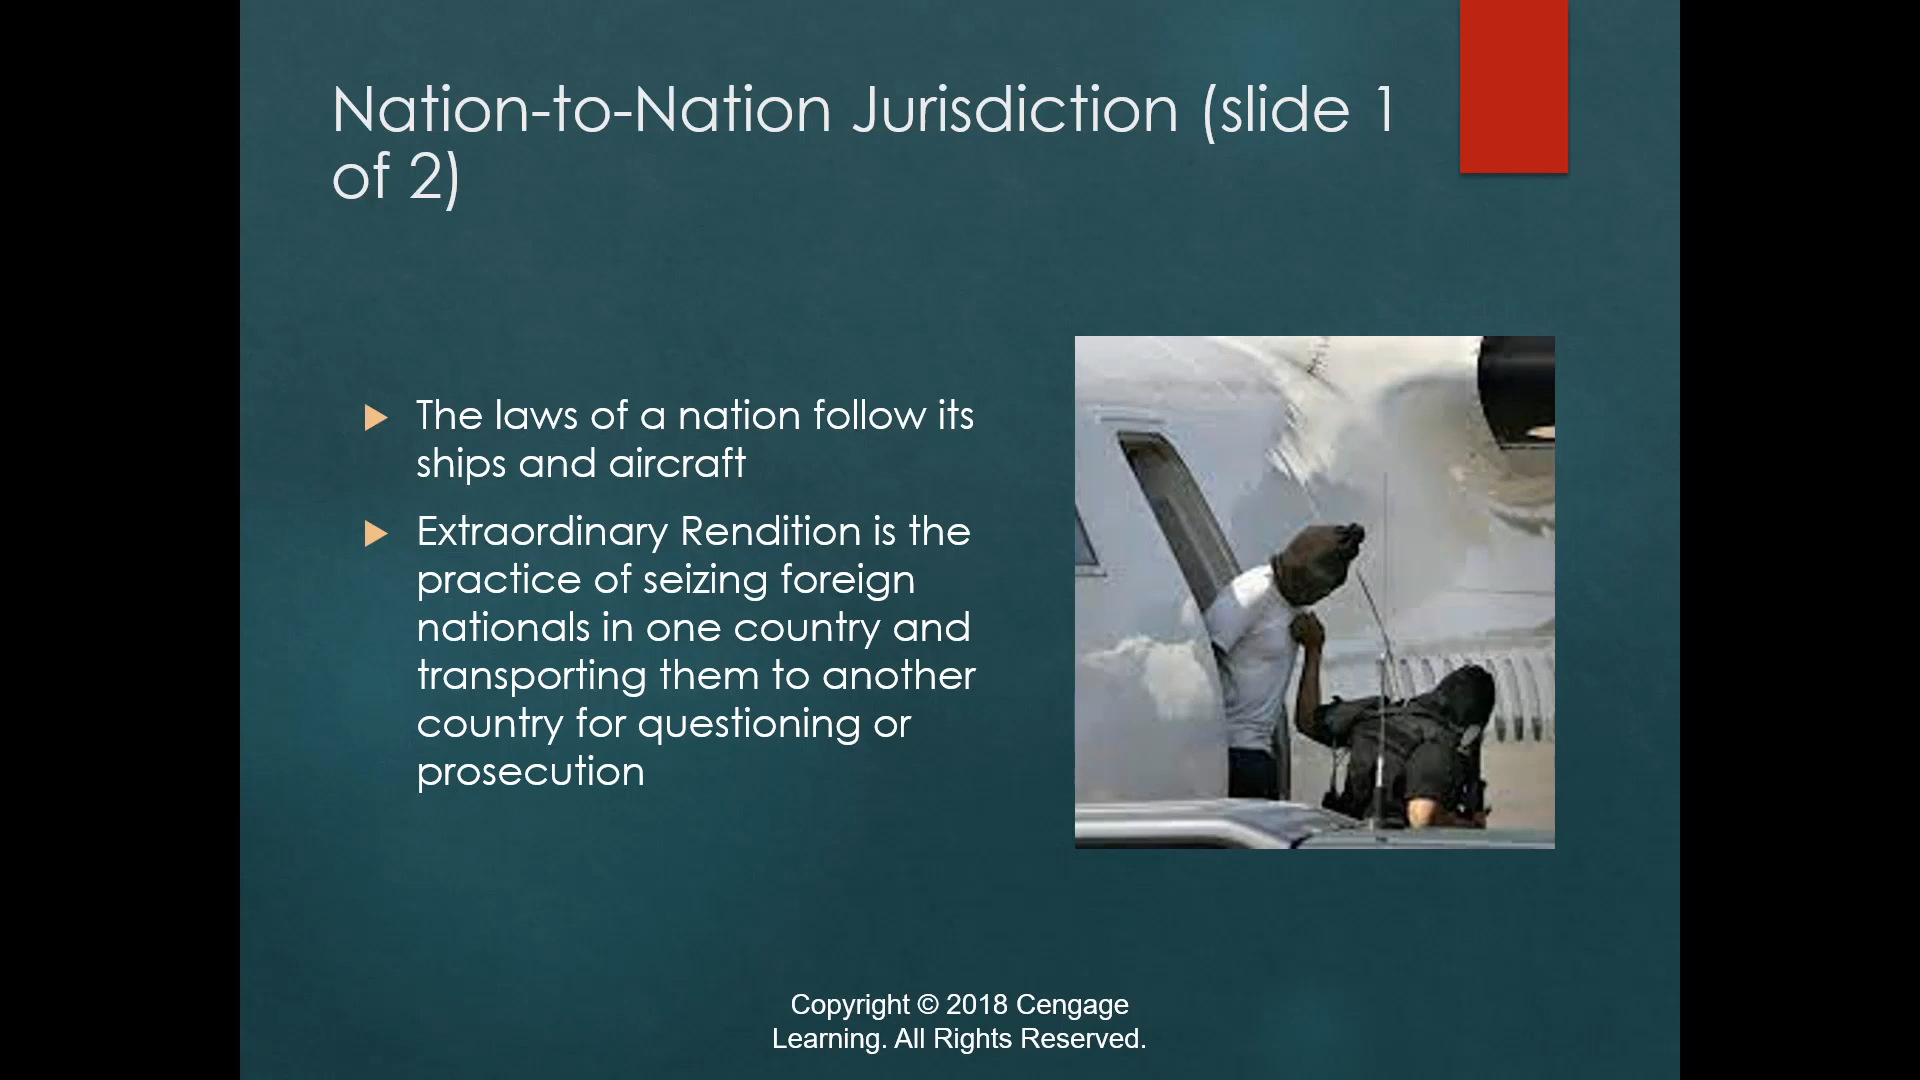 Nation-to-Nation Jurisdiction (slide 1
of 2)
The laws of a nation follow its
ships and aircraft
Extraordinary Rendition is the
practice of seizing foreign
nationals in one country and
transporting them to another
country for questioning or
prosecution
Copyright © 2018 Cengage
Learning. All Rights Reserved.